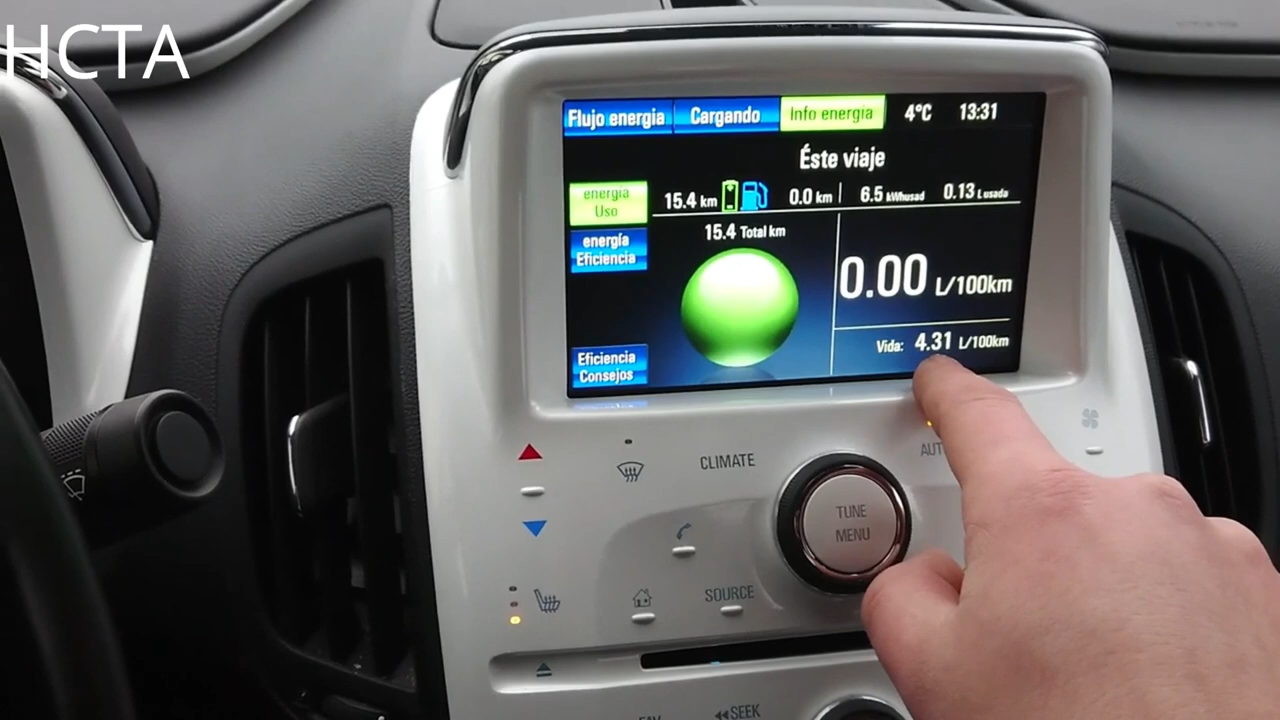 HCTA
Flujo energia Cargando Info energia 4°C 13:31
Éste viaje
energía
Uso
15.4 km 0.0 km 6.5 kWhusad 0.13 L usada
energía
Eficiencia
15.4 Total km
0.00 L/100km
Vida: 4.31 L/100km
Eficiencia
Consejos
CLIMATE
TUNE
MENU
SOURCE
SEEK